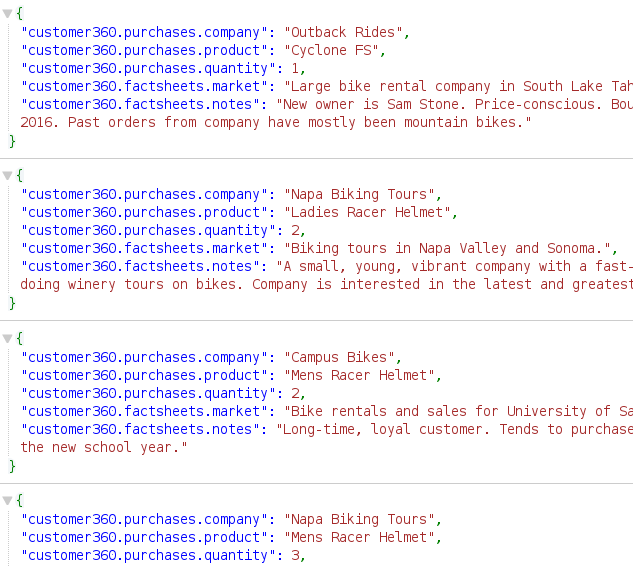 {
"customer360.purchases.company": "Outback Rides",
"customer360.purchases.product": "Cyclone FS",
"customer360.purchases.quantity": 1,
"customer360.factsheets.market": "Large bike rental company in South Lake Tah
"customer360.factsheets.notes": "New owner is Sam Stone. Price-conscious. Bou
2016. Past orders from company have mostly been mountain bikes."
}
{
"customer360.purchases.company": "Napa Biking Tours",
"customer360.purchases.product": "Ladies Racer Helmet",
"customer360.purchases.quantity": 2,
"customer360.factsheets.market": "Biking tours in Napa Valley and Sonoma.",
"customer360.factsheets.notes": "A small, young, vibrant company with a fast-
doing winery tours on bikes. Company is interested in the latest and greatest
}
{
"customer360.purchases.company": "Campus Bikes",
"customer360.purchases.product": "Mens Racer Helmet",
"customer360.purchases.quantity": 2,
"customer360.factsheets.market": "Bike rentals and sales for University of Sa
"customer360.factsheets.notes": "Long-time, loyal customer. Tends to purchase
the new school year."
}
{
"customer360.purchases.company": "Napa Biking Tours",
"customer360.purchases.product": "Mens Racer Helmet",
"customer360.purchases.quantity": 3,